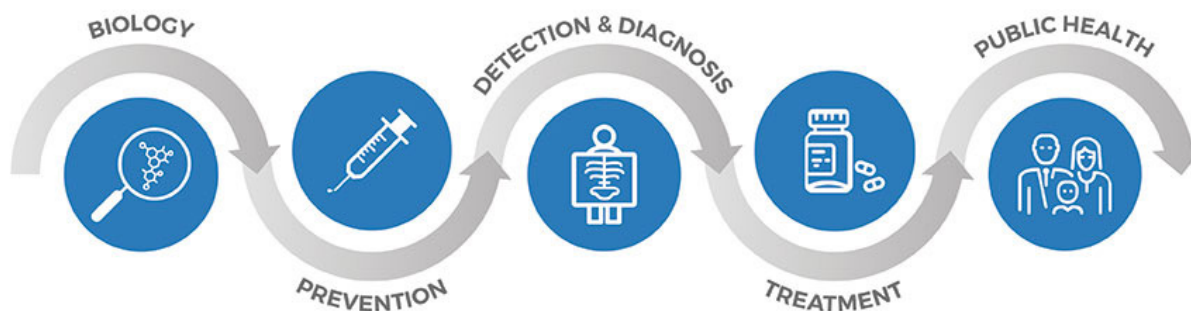 BIOLOGY
PREVENTION
DETECTION & DIAGNOSIS
TREATMENT
PUBLIC HEALTH